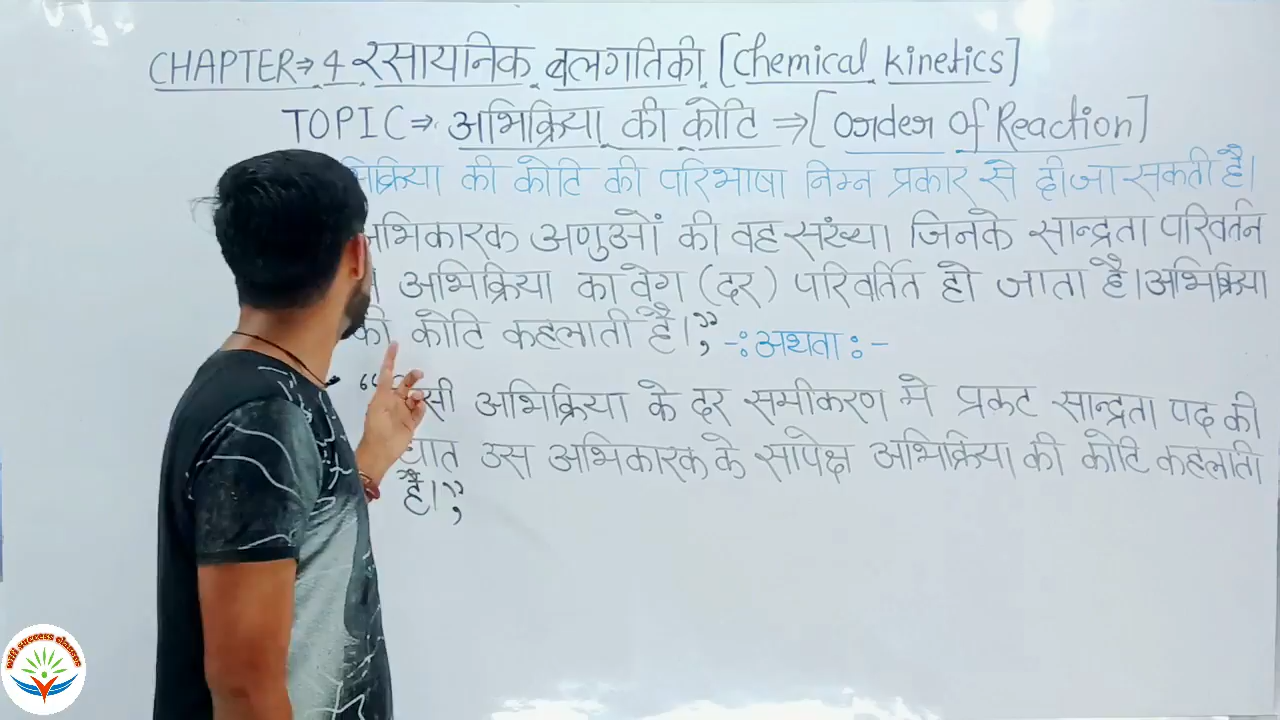 CHAPTER⇒ 4 रसायनिक बलगतिकी [Chemical kinetics]
TOPIC⇒ अभिक्रिया की कोटि ⇒ [Order of Reaction]
की कोटि की परिभाषा निम्न प्रकार से दी जा सकती है।
अणुओं की वह संख्या जिनके सान्द्रता परिवर्तन
अभिक्रिया का वेग (दर) परिवर्तित हो जाता है। अभिक्रिया
की कोटि कहलाती है।”
-:अथवा:-
अभिक्रिया के दर समीकरण मे प्रकट सान्द्रता पद की
घात उस अभिकारक के सापेक्ष अभिक्रिया की कोटि कहलाती
है।”
success classes